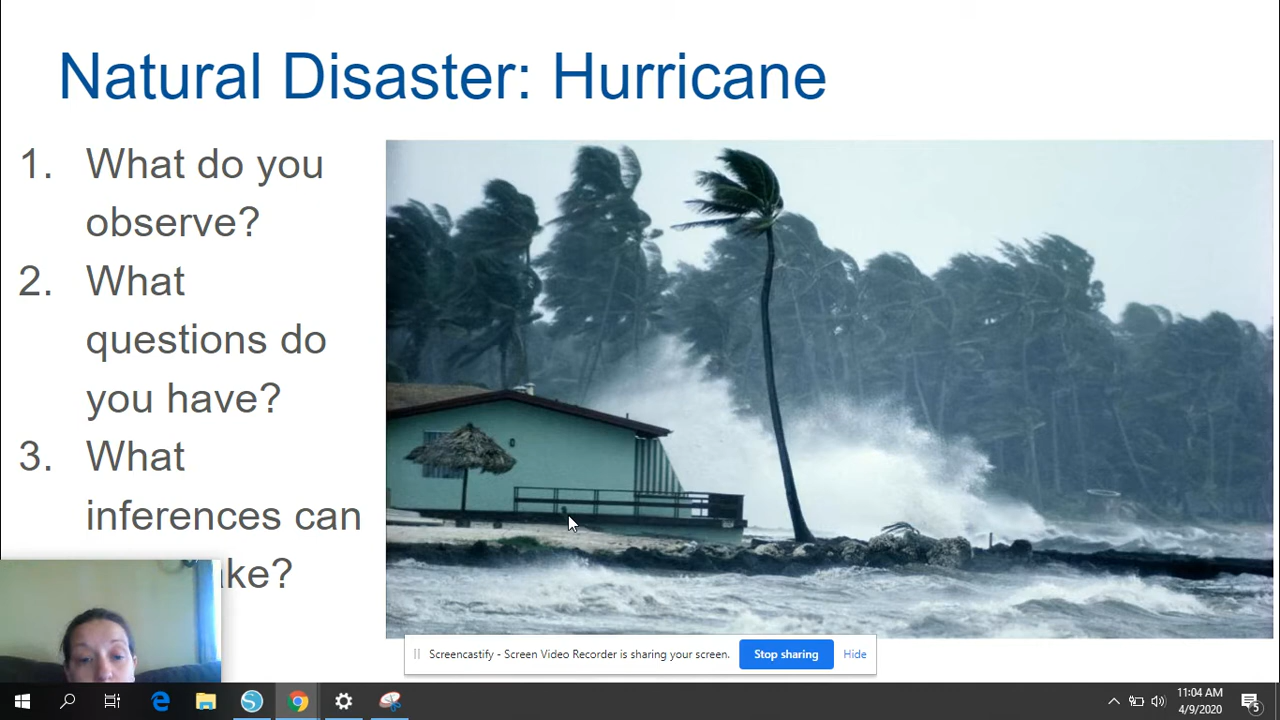 Natural Disaster: Hurricane
1. What do you
observe?
2. What
questions do
you have?
3. What
inferences can
ke?
Screencastify - Screen Video Recorder is sharing your screen.
Stop sharing
Hide
11:04 AM
4/9/2020
5